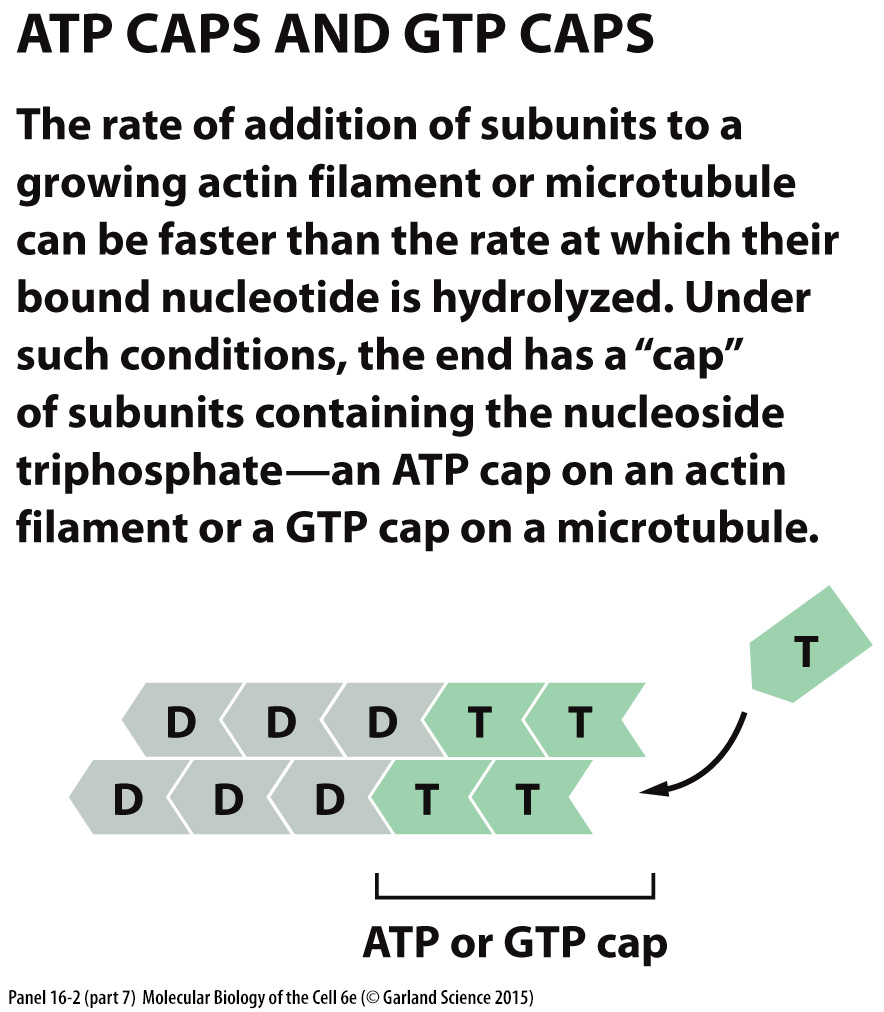 ATP CAPS AND GTP CAPS
The rate of addition of subunits to a
growing actin filament or microtubule
can be faster than the rate at which their
bound nucleotide is hydrolyzed. Under
such conditions, the end has a “cap”
of subunits containing the nucleoside
triphosphate—an ATP cap on an actin
filament or a GTP cap on a microtubule.
T
D D D T T
D D D T T
ATP or GTP cap
Panel 16-2 (part 7) Molecular Biology of the Cell 6e (© Garland Science 2015)